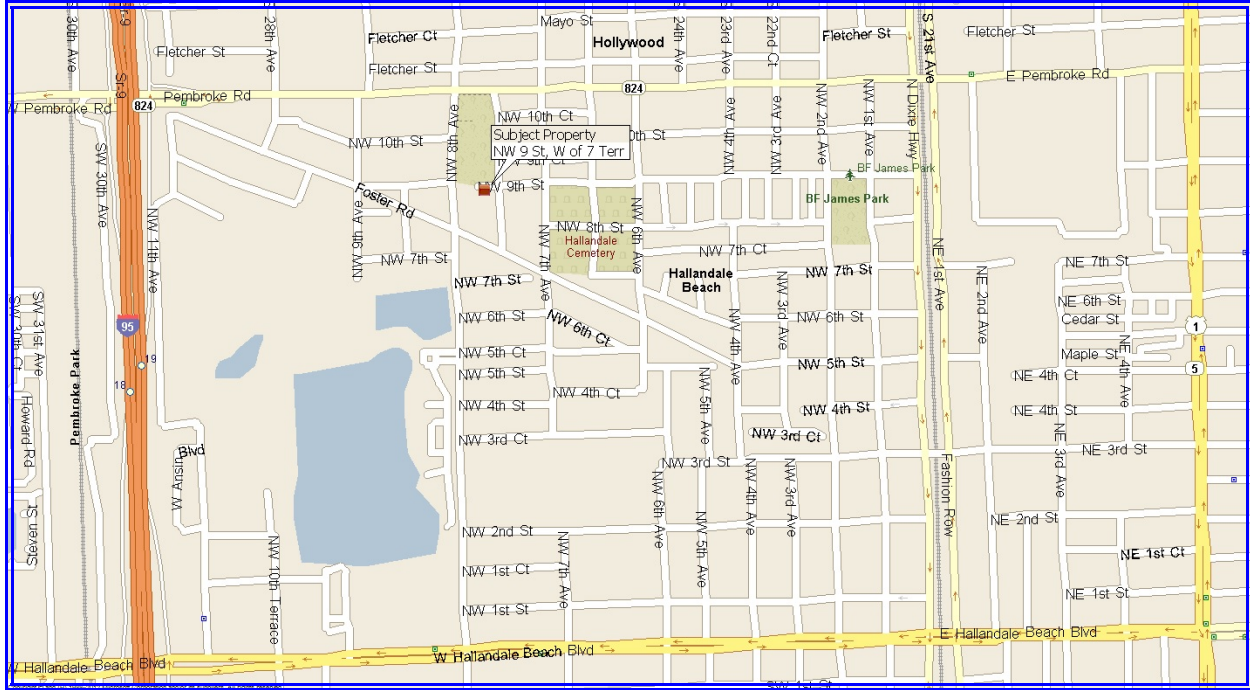 30th Ave
Sr-9
28th Ave
Mayo St
24th Ave
23rd Ave
22nd Ct
S 21st Ave
Fletcher St
Fletcher Ct
Fletcher St
Hollywood
Fletcher St
Fletcher St
Sr-9
824
E Pembroke Rd
W Pembroke Rd
824
Pembroke Rd
NW 8th Ave
NW 10th Ct
NW 4th Ave
NW 3rd Ave
NW 2nd Ave
NW 1st Ave
N Dixie Hwy
NW 10th St
Subject Property
NW 9 St, W of 7 Terr
0th St
NW 9th St
SW 30th Ave
Foster Rd
BF James Park
BF James Park
NW 11th Ave
NW 9th Ave
NW 8th St
Hallandale
Cemetery
NW 6th Ave
NW 7th Ave
NW 7th Ct
NW 7th St
NW 7th St
Hallandale
Beach
NW 7th St
NE 1st Ave
NE 2nd Ave
NE 7th St
SW 31st Ave
SW 30th Ct
95
NW 6th St
NW 6th Ct
NW 3rd Ave
NW 4th Ave
NW 6th St
NE 6th St
Cedar St
1
19
NW 5th Ct
NW 5th St
NW 5th St
Maple St
NE 4th Ave
5
18
NW 4th St
NW 4th Ct
NW 5th Ave
NW 4th St
NE 4th Ct
NE 4th St
Howard Rd
Pembroke Park
NW 3rd Ct
NW 3rd Ct
NE 3rd Ave
NE 3rd St
W Ansin
Blvd
NW 3rd St
NW 6th Ave
NW 5th Ave
NW 4th Ave
NW 3rd Ave
Fashion Row
NW 2nd St
NE 2nd St
NW 10th Terrace
NW 7th Ave
NW 1st Ct
NE 1st Ct
NW 1st St
NE 1st St
W Hallandale Beach Blvd
W Hallandale Beach Blvd
E Hallandale Beach Blvd
SW 1st St